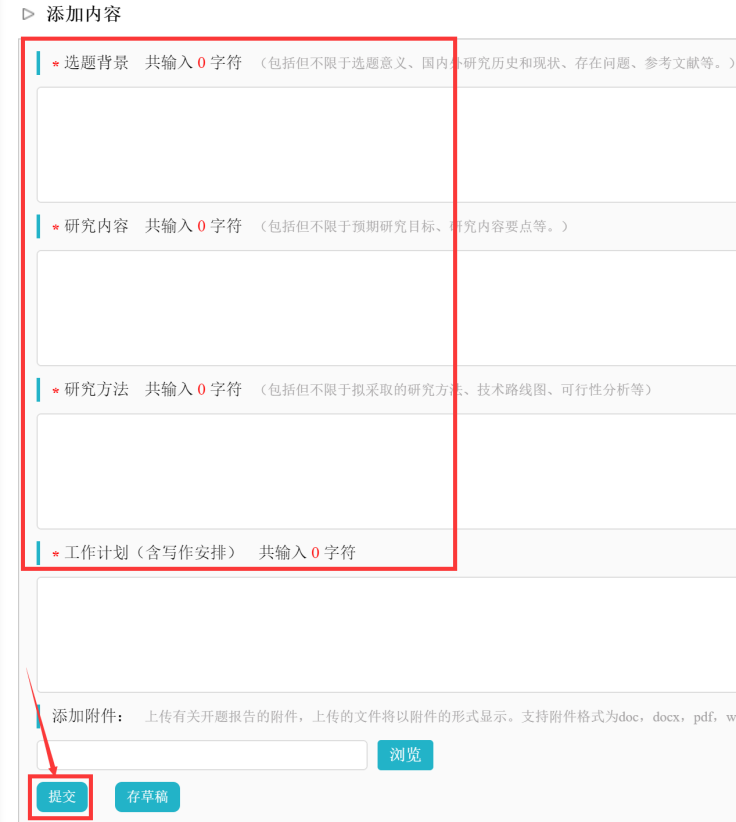 添加内容
* 选题背景 共输入 0 字符 （包括但不限于选题意义、国内外研究历史和现状、存在问题、参考文献等。）
* 研究内容 共输入 0 字符 （包括但不限于预期研究目标、研究内容要点等。）
* 研究方法 共输入 0 字符 （包括但不限于拟采取的研究方法、技术路线图、可行性分析等）
* 工作计划（含写作安排） 共输入 0 字符
添加附件： 上传有关开题报告的附件，上传的文件将以附件的形式显示。支持附件格式为doc，docx，pdf，w
浏览
提交 存草稿